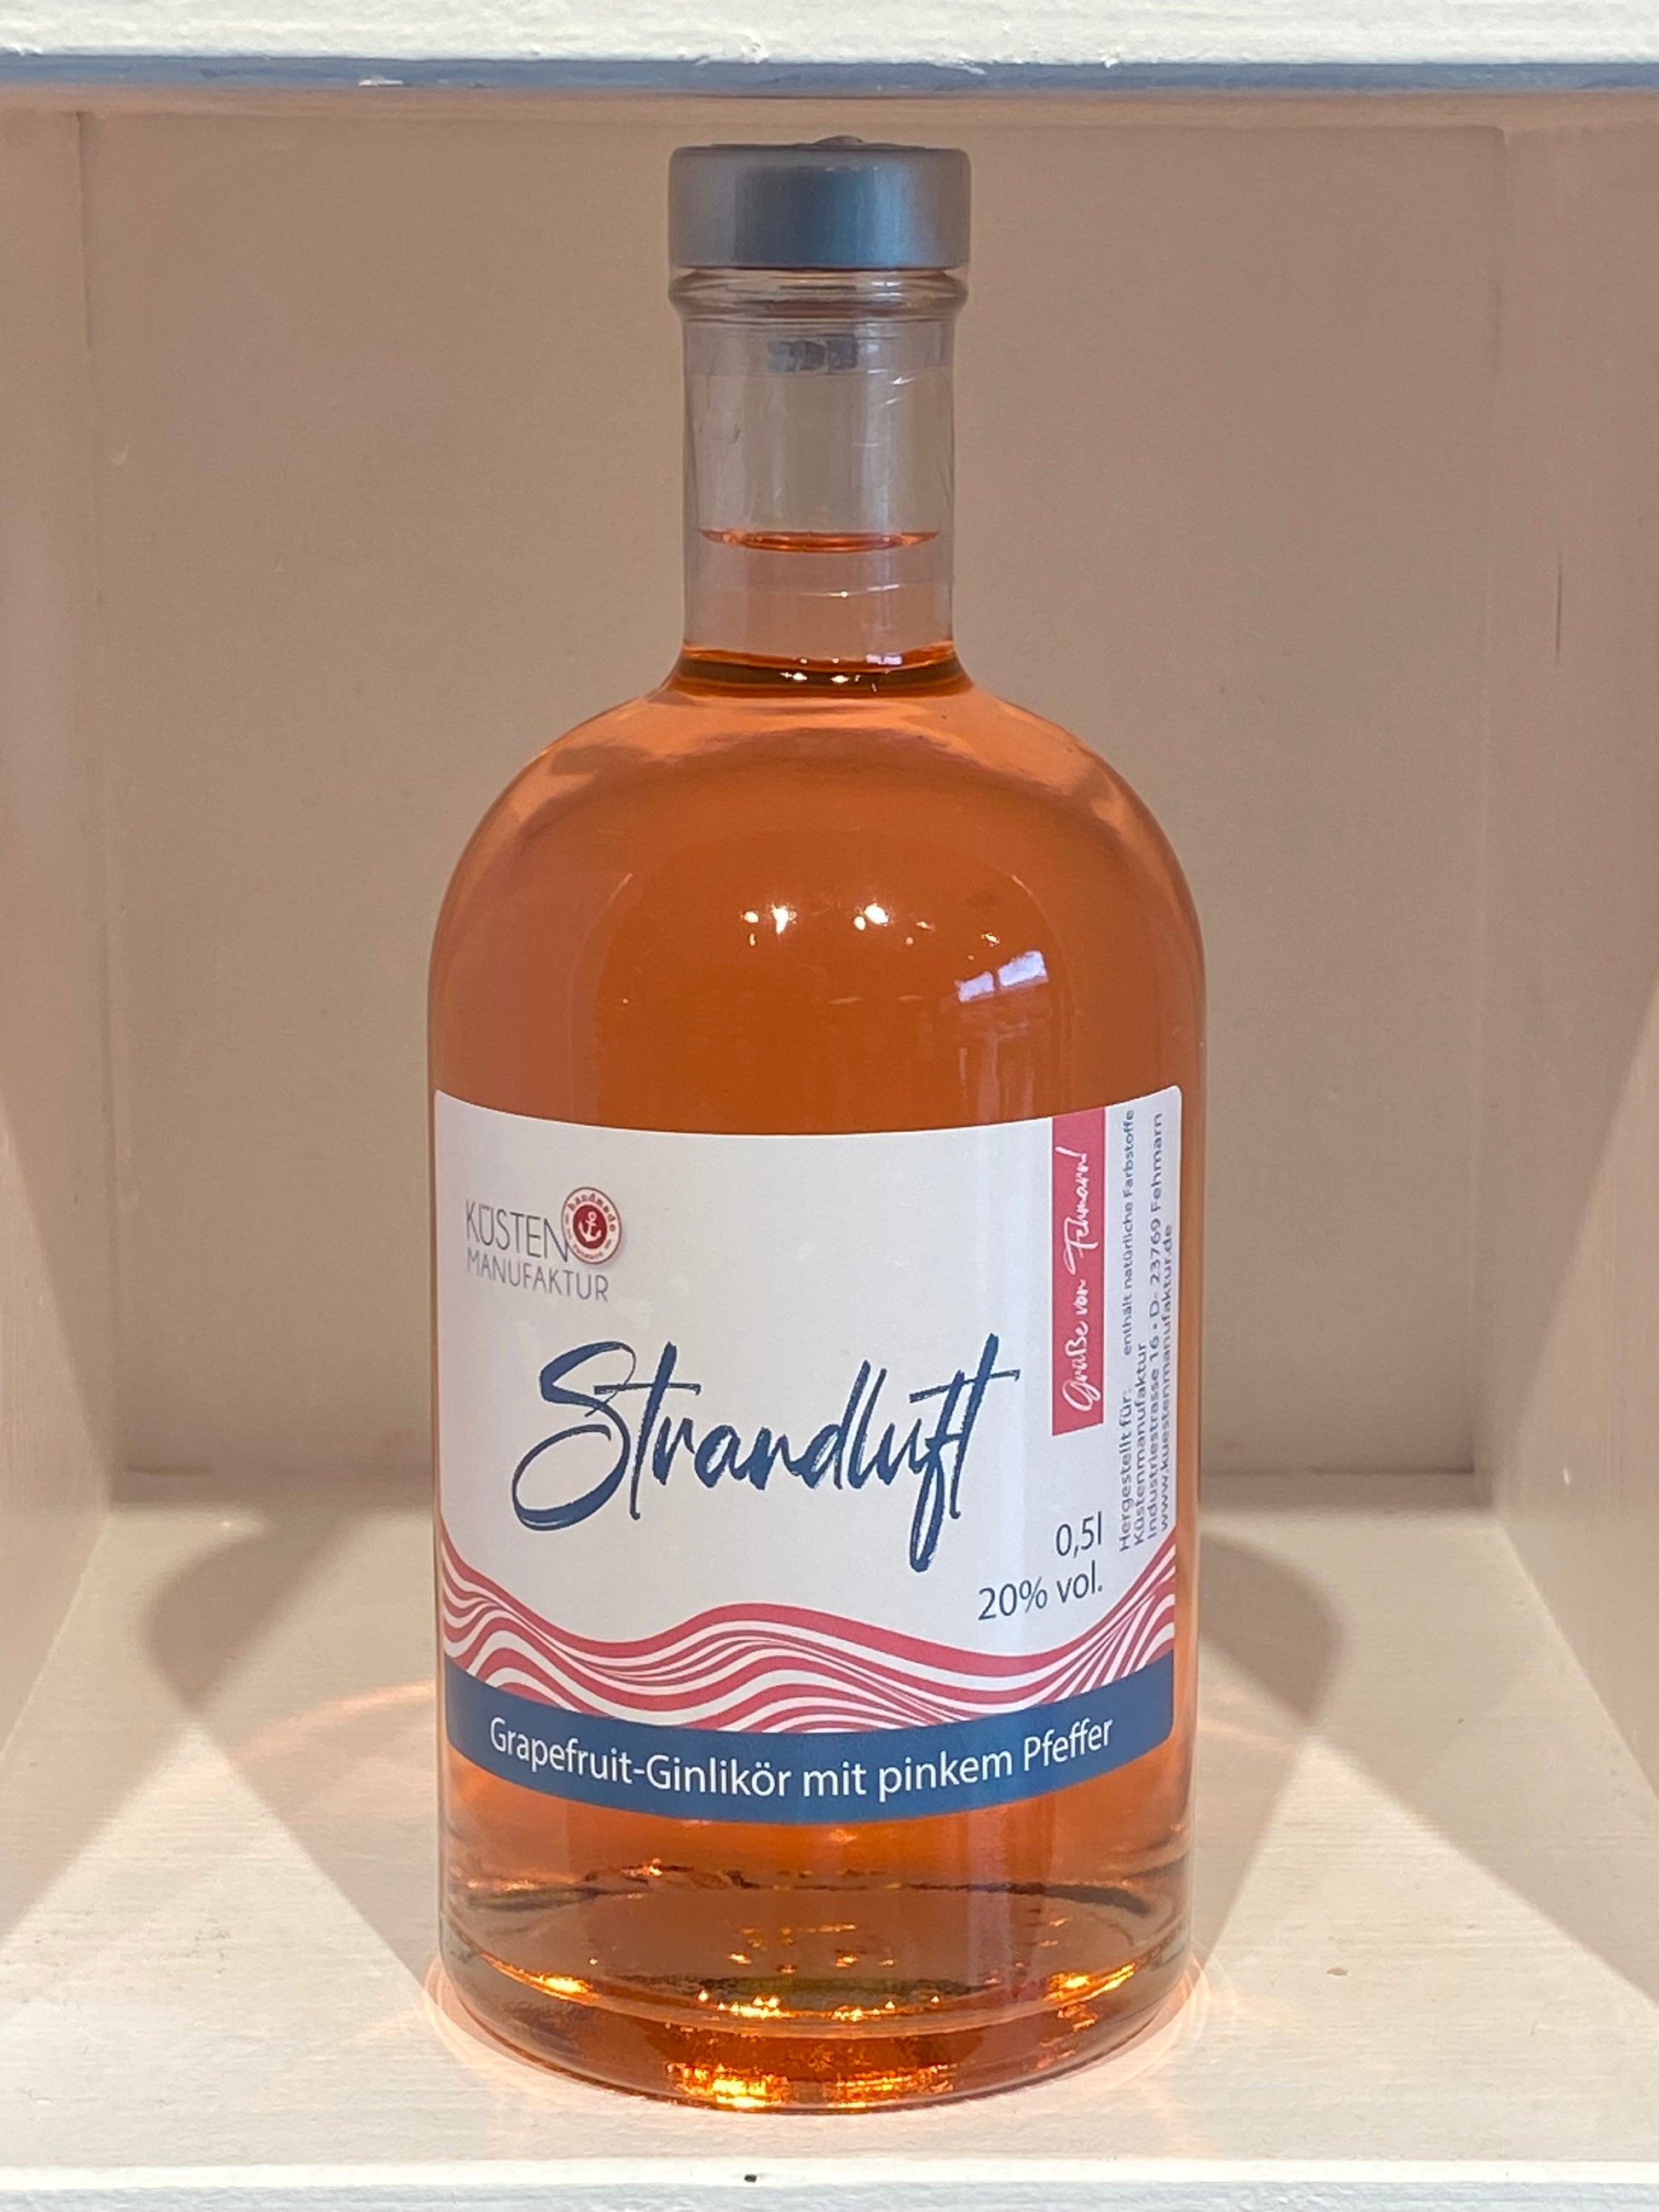 KÜSTEN
MANUFAKTUR
handmade
Strandluft
0,5l
20% vol.
Grapefruit-Ginlikör mit pinkem Pfeffer
Grüße von Fehmarn!
Hergestellt für: enthält natürliche Farbstoffe
Küstenmanufaktur
Industriestrasse 16 • D- 23769 Fehmarn
www.kuestenmanufaktur.de